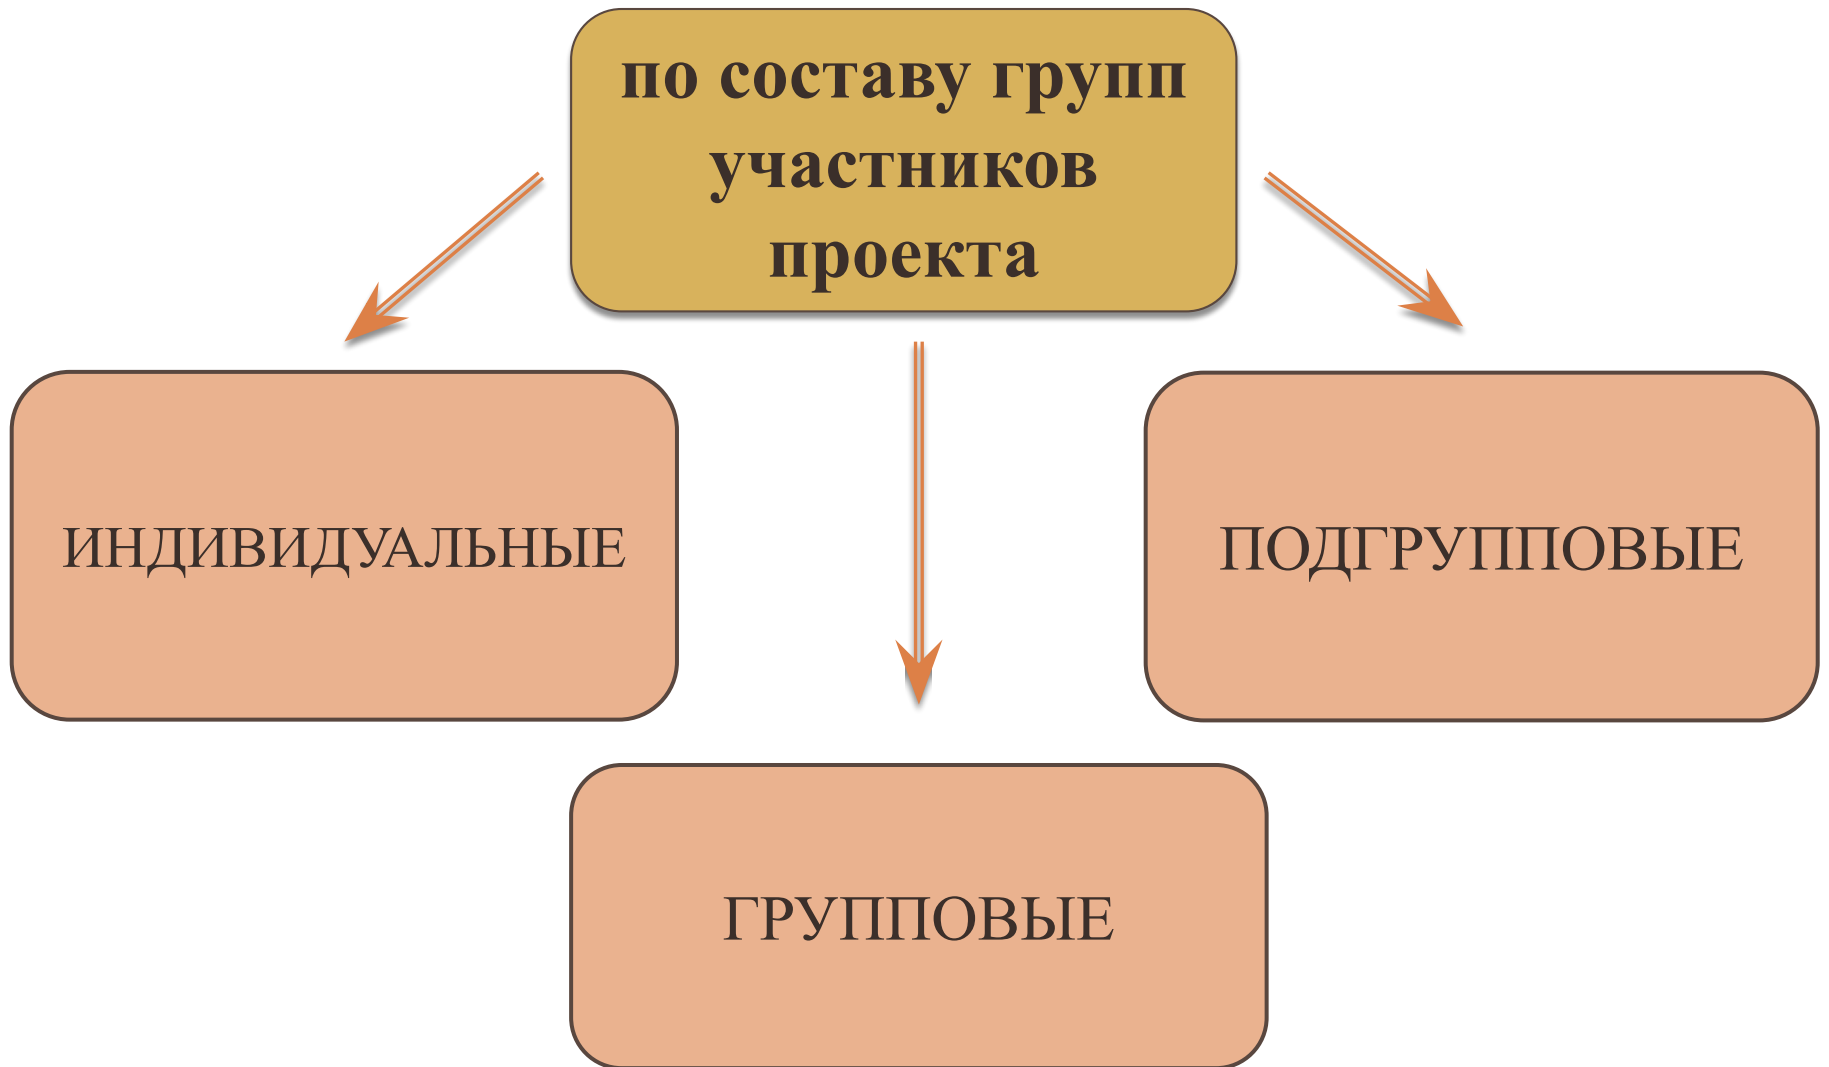 по составу групп
участников
проекта
ИНДИВИДУАЛЬНЫЕ
ПОДГРУППОВЫЕ
ГРУППОВЫЕ